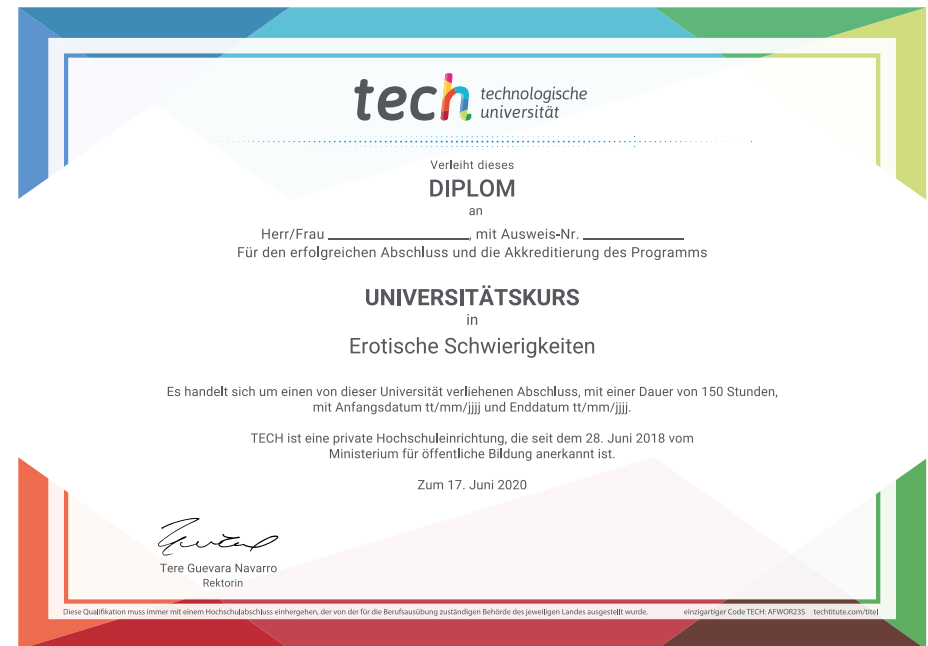 tech technologische
universität
Verleiht dieses
DIPLOM
an
Herr/Frau ____________________, mit Ausweis-Nr. ______________
Für den erfolgreichen Abschluss und die Akkreditierung des Programms
UNIVERSITÄTSKURS
in
Erotische Schwierigkeiten
Es handelt sich um einen von dieser Universität verliehenen Abschluss, mit einer Dauer von 150 Stunden,
mit Anfangsdatum tt/mm/jjjj und Enddatum tt/mm/jjjj.
TECH ist eine private Hochschuleinrichtung, die seit dem 28. Juni 2018 vom
Ministerium für öffentliche Bildung anerkannt ist.
Zum 17. Juni 2020
Tere Guevara Navarro
Rektorin
Diese Qualifikation muss immer mit einem Hochschulabschluss einhergehen, der von der für die Berufsausübung zuständigen Behörde des jeweiligen Landes ausgestellt wurde. einzigartiger Code TECH: AFWOR235 techtitute.com/titel